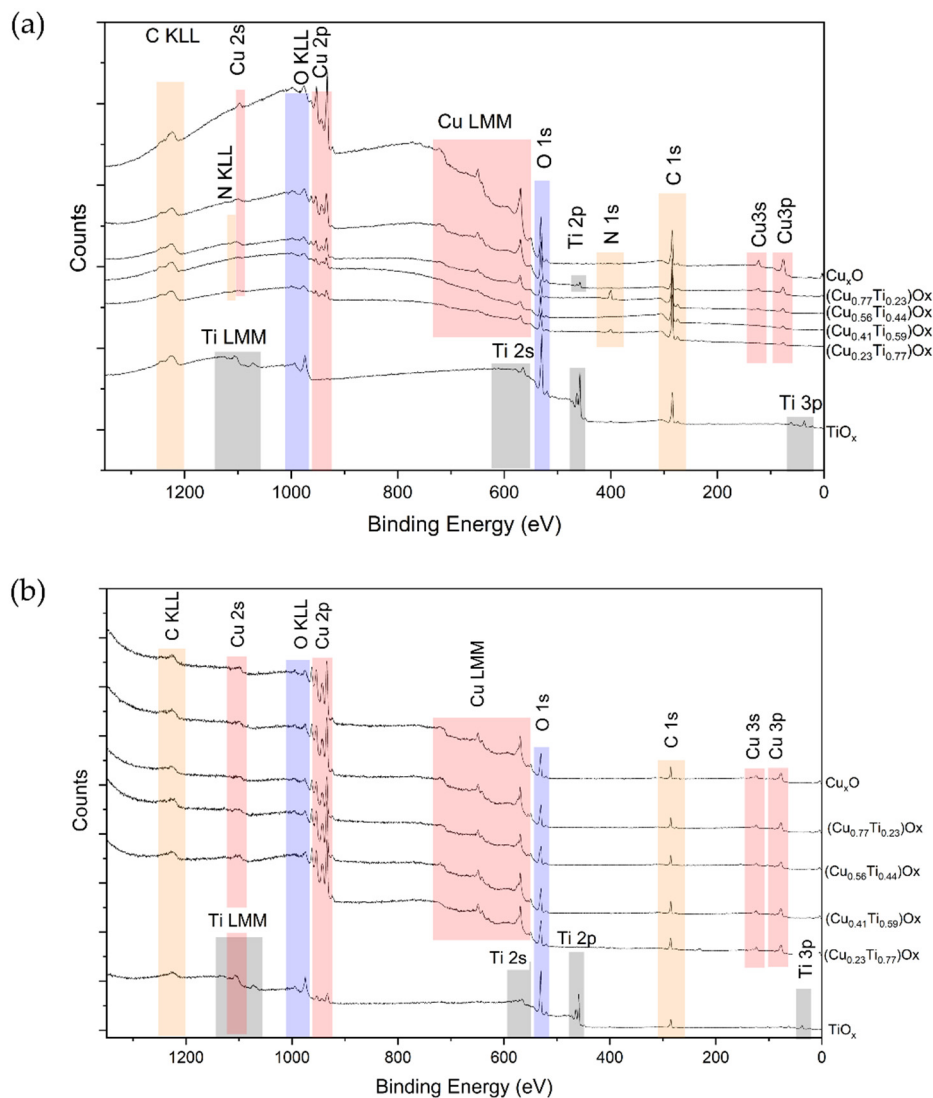 (a)
C KLL
Cu 2s
N KLL
O KLL
Cu 2p
Cu LMM
O 1s
Ti 2p
N 1s
C 1s
Cu3s
Cu3p
Ti LMM
Ti 2s
Ti 3p
CuₓO
(Cu₀.₇₇Ti₀.₂₃)Ox
(Cu₀.₅₆Ti₀.₄₄)Ox
(Cu₀.₄₁Ti₀.₅₉)Ox
(Cu₀.₂₃Ti₀.₇₇)Ox
TiOₓ
Counts
1200 1000 800 600 400 200 0
Binding Energy (eV)
(b)
C KLL
Cu 2s
O KLL
Cu 2p
Cu LMM
O 1s
C 1s
Cu 3s
Cu 3p
Ti LMM
Ti 2s
Ti 2p
Ti 3p
CuₓO
(Cu₀.₇₇Ti₀.₂₃)Ox
(Cu₀.₅₆Ti₀.₄₄)Ox
(Cu₀.₄₁Ti₀.₅₉)Ox
(Cu₀.₂₃Ti₀.₇₇)Ox
TiOₓ
Counts
1200 1000 800 600 400 200 0
Binding Energy (eV)